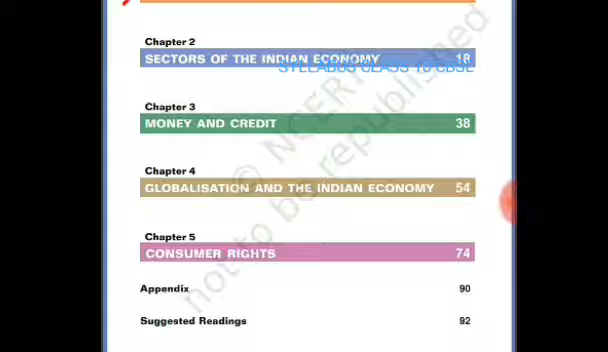 Chapter 2
SECTORS OF THE INDIAN ECONOMY 18
SYLLABUS CLASS 10 CBSE
Chapter 3
MONEY AND CREDIT 38
Chapter 4
GLOBALISATION AND THE INDIAN ECONOMY 54
Chapter 5
CONSUMER RIGHTS 74
Appendix 90
Suggested Readings 92
© NCERT
not to be republished